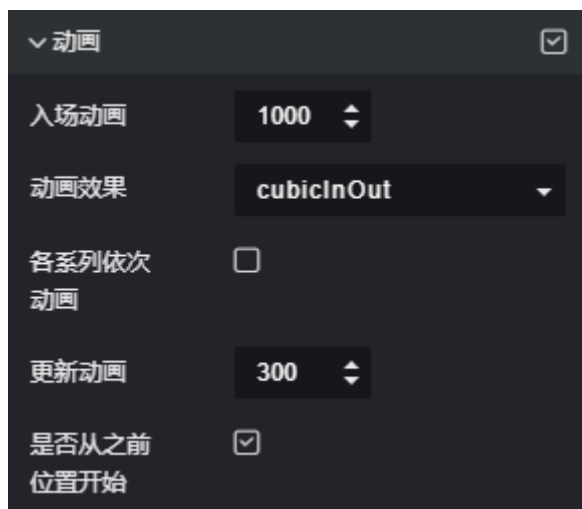 动画
入场动画 1000
动画效果 cubicInOut
各系列依次
动画
更新动画 300
是否从之前
位置开始